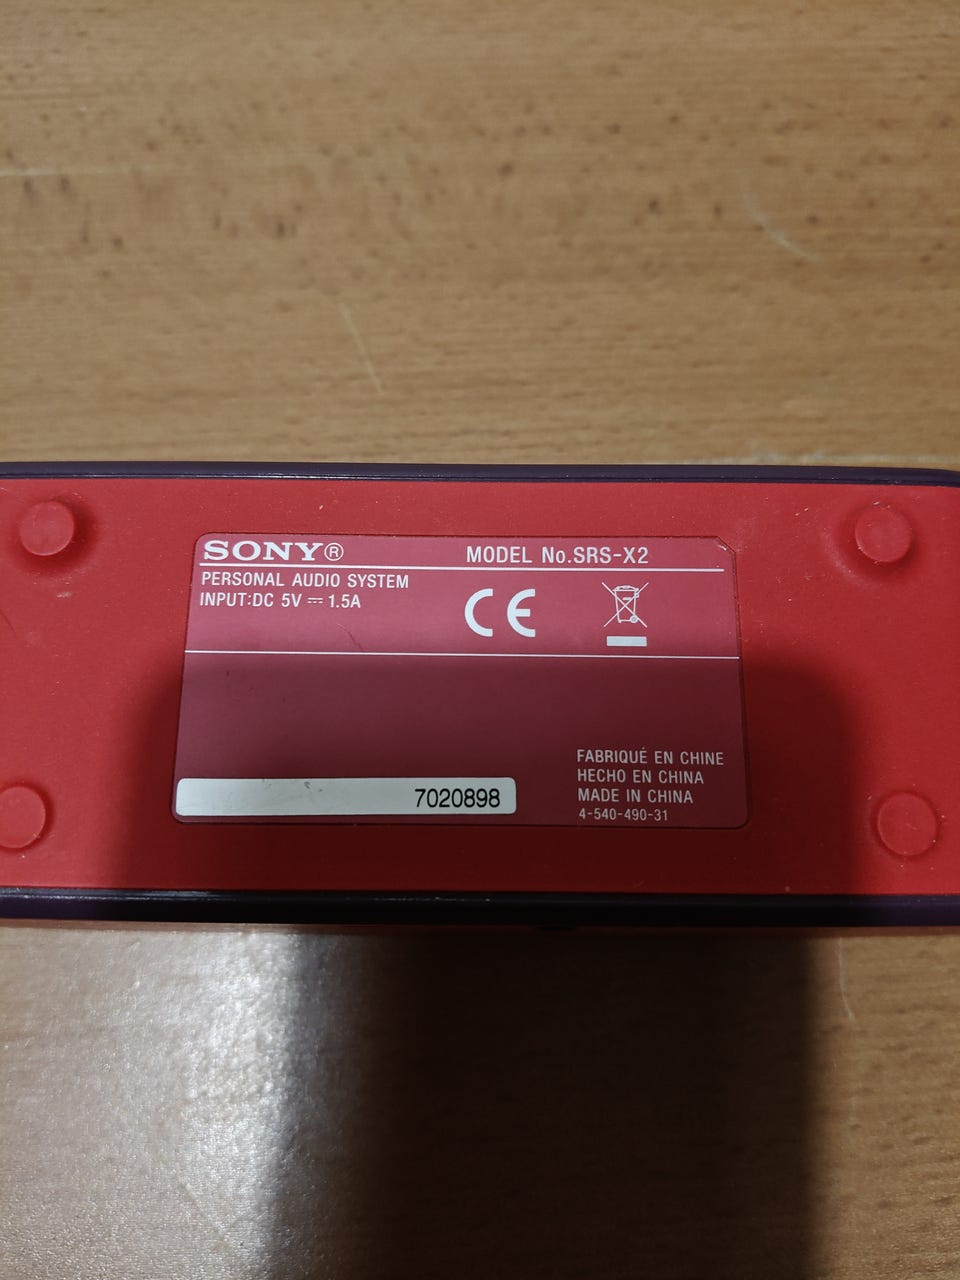 SONY® MODEL No.SRS-X2
PERSONAL AUDIO SYSTEM
INPUT:DC 5V ⎓ 1.5A
CE
FABRIQUÉ EN CHINE
HECHO EN CHINA
MADE IN CHINA
4-540-490-31
7020898